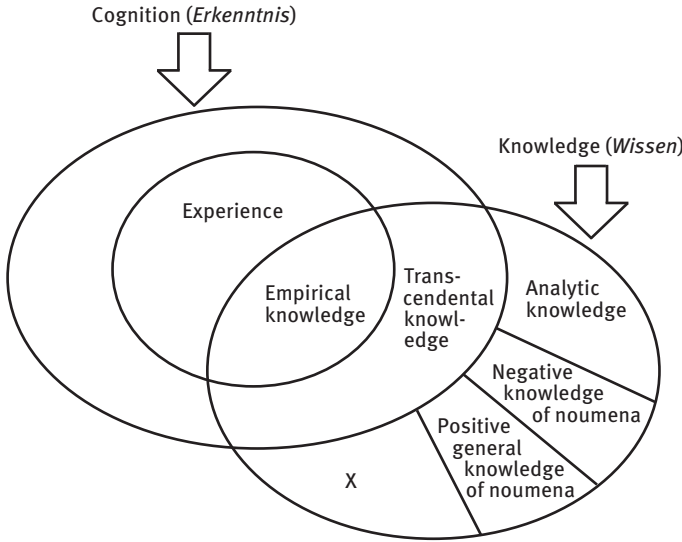 Cognition (Erkenntnis)
Knowledge (Wissen)
Experience
Empirical
knowledge
Trans-
cendental
knowl-
edge
Analytic
knowledge
Negative
knowledge
of noumena
Positive
general
knowledge
of noumena
X